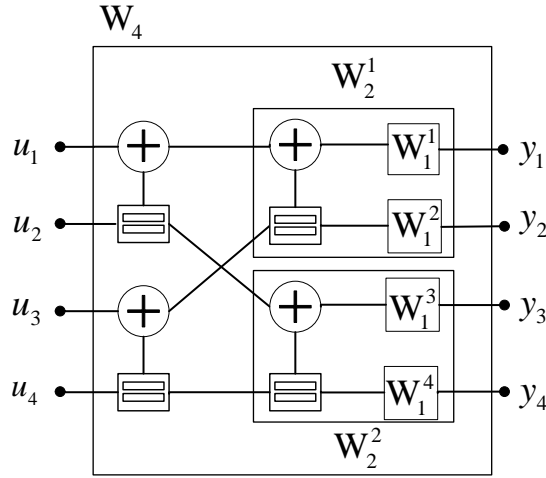 W₄
W₂¹
u₁ + + W₁¹ y₁
u₂ W₁² y₂
u₃ + + W₁³ y₃
u₄ W₁⁴ y₄
W₂²